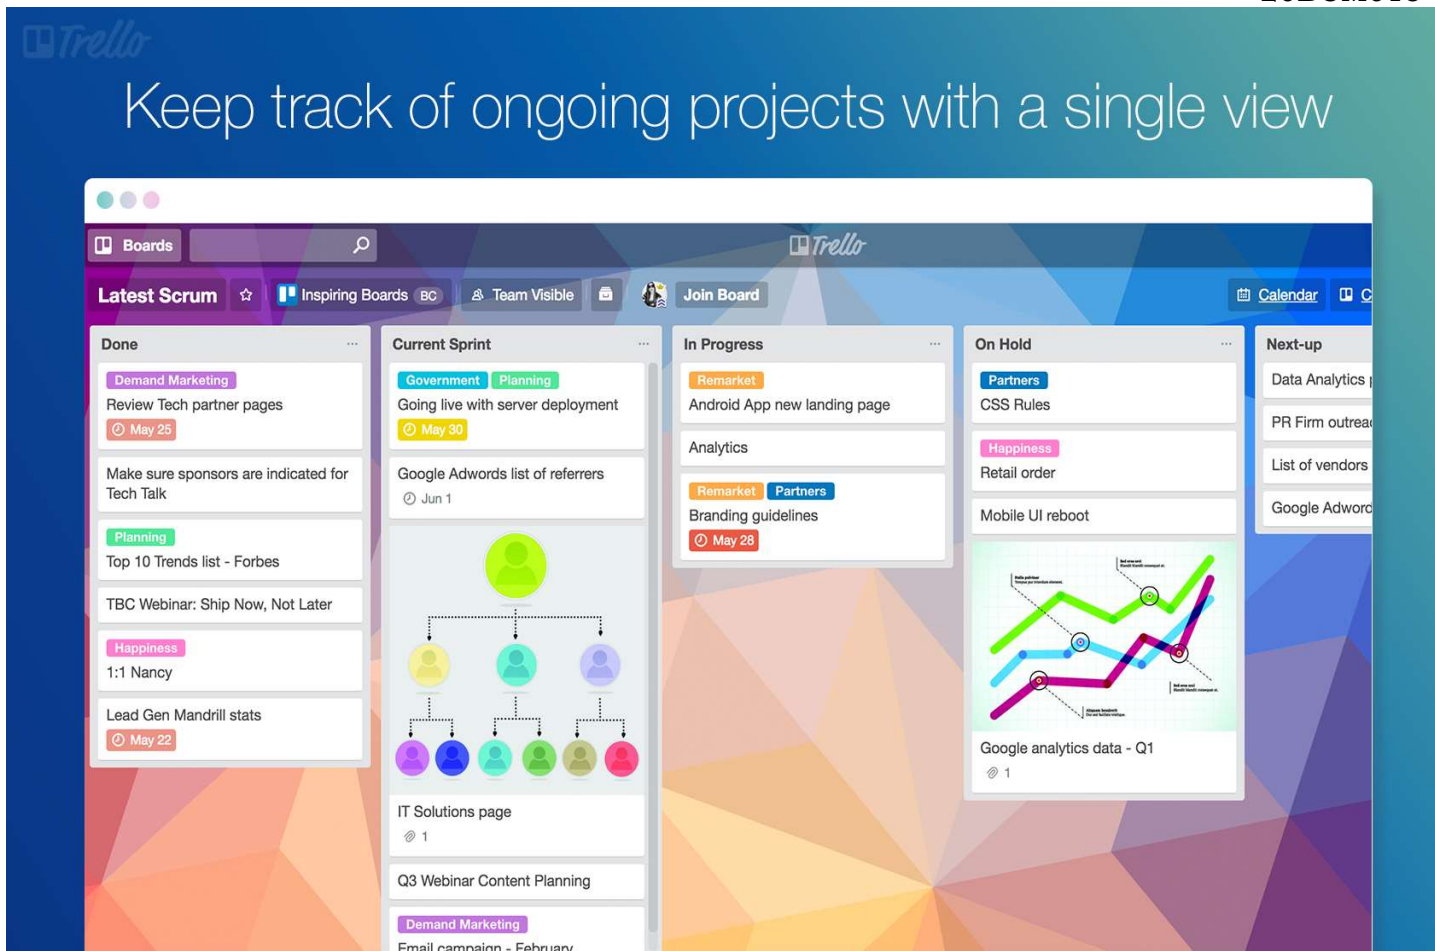 Trello
Keep track of ongoing projects with a single view
Boards
Trello
Latest Scrum
Inspiring Boards BC
Team Visible
Join Board
Calendar
Done
Demand Marketing
Review Tech partner pages
May 25
Make sure sponsors are indicated for
Tech Talk
Planning
Top 10 Trends list - Forbes
TBC Webinar: Ship Now, Not Later
Happiness
1:1 Nancy
Lead Gen Mandrill stats
May 22
Current Sprint
Government Planning
Going live with server deployment
May 30
Google Adwords list of referrers
Jun 1
IT Solutions page
1
Q3 Webinar Content Planning
Demand Marketing
Email campaign - February
In Progress
Remarket
Android App new landing page
Analytics
Remarket Partners
Branding guidelines
May 28
On Hold
Partners
CSS Rules
Happiness
Retail order
Mobile UI reboot
Google analytics data - Q1
1
Next-up
Data Analytics
PR Firm
List of vendors
Google